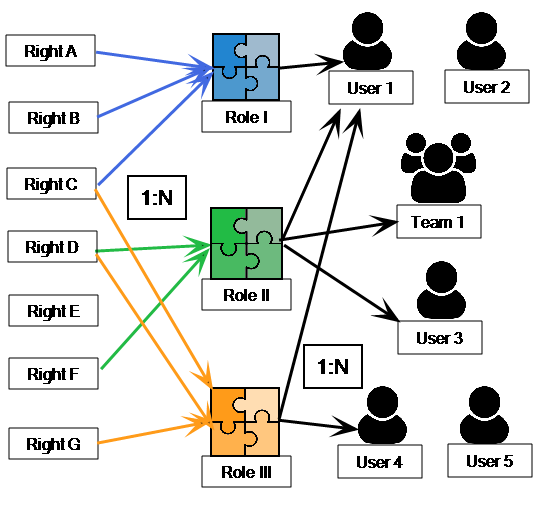 Right A
Right B
Right C
Right D
Right E
Right F
Right G
1:N
Role I
Role II
Role III
1:N
User 1
User 2
Team 1
User 3
User 4
User 5